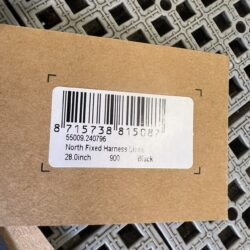 8 715738 815087
55009.240796
North Fixed Harness Lines
28.0inch 900 Black